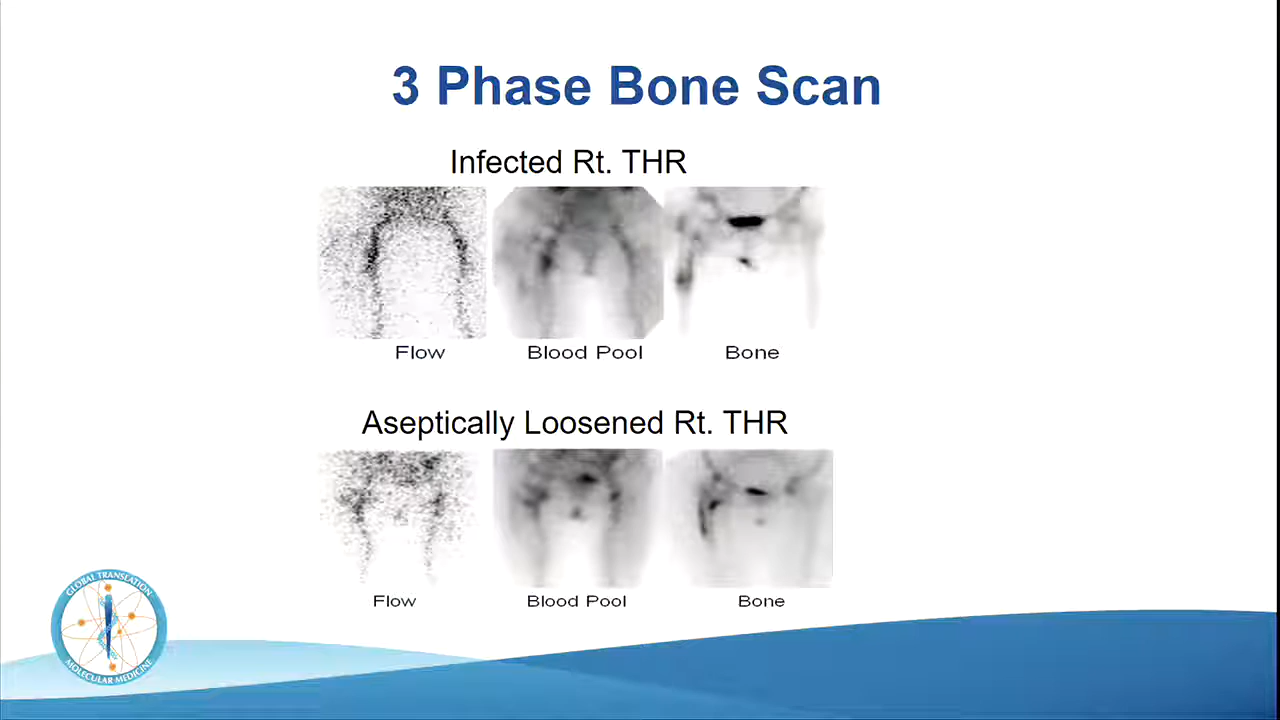 3 Phase Bone Scan
Infected Rt. THR
Flow Blood Pool Bone
Aseptically Loosened Rt. THR
Flow Blood Pool Bone
GLOBAL TRANSLATION
MOLECULAR MEDICINE